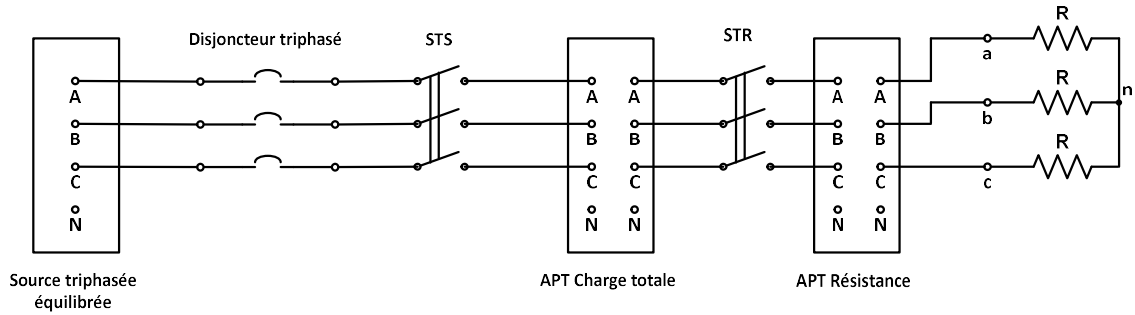 Disjoncteur triphasé
STS
STR
A
B
C
N
A
B
C
N
A
B
C
N
A
B
C
N
A
B
C
N
a
b
c
R
R
R
n
Source triphasée
équilibrée
APT Charge totale
APT Résistance